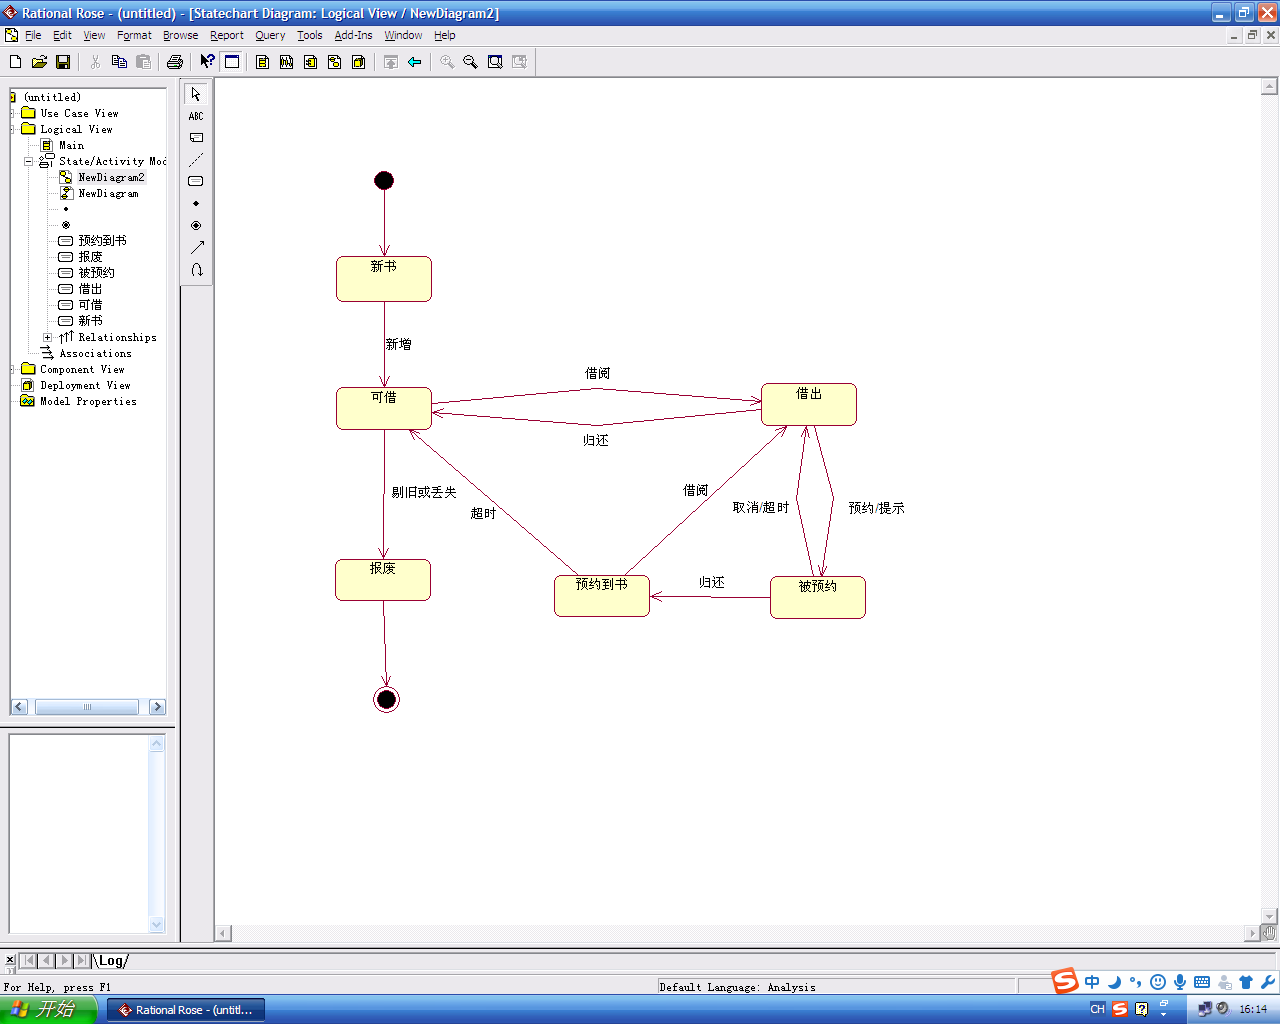 Rational Rose - (untitled) - [Statechart Diagram: Logical View / NewDiagram2]
File Edit View Format Browse Report Query Tools Add-Ins Window Help
(untitled)
Use Case View
Logical View
Main
State/Activity Mod
NewDiagram2
NewDiagram
预约到书
报废
被预约
借出
可借
新书
Relationships
Associations
Component View
Deployment View
Model Properties
ABC
新书
新增
可借
借阅
归还
借出
剔旧或丢失
超时
借阅
取消/超时
预约/提示
报废
预约到书
归还
被预约
Log
For Help, press F1
Default Language: Analysis
中
开始
Rational Rose - (untitl...
CH
16:14